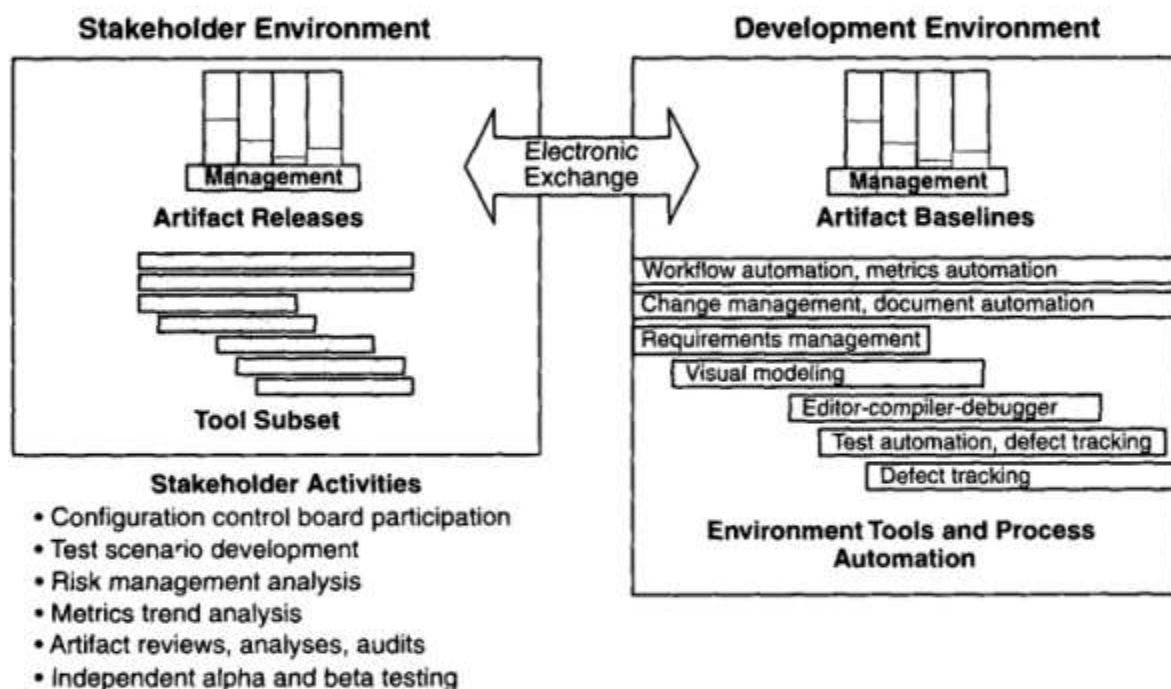 Stakeholder Environment
Management
Artifact Releases
Tool Subset
Stakeholder Activities
• Configuration control board participation
• Test scenario development
• Risk management analysis
• Metrics trend analysis
• Artifact reviews, analyses, audits
• Independent alpha and beta testing
Electronic
Exchange
Development Environment
Management
Artifact Baselines
Workflow automation, metrics automation
Change management, document automation
Requirements management
Visual modeling
Editor-compiler-debugger
Test automation, defect tracking
Defect tracking
Environment Tools and Process
Automation